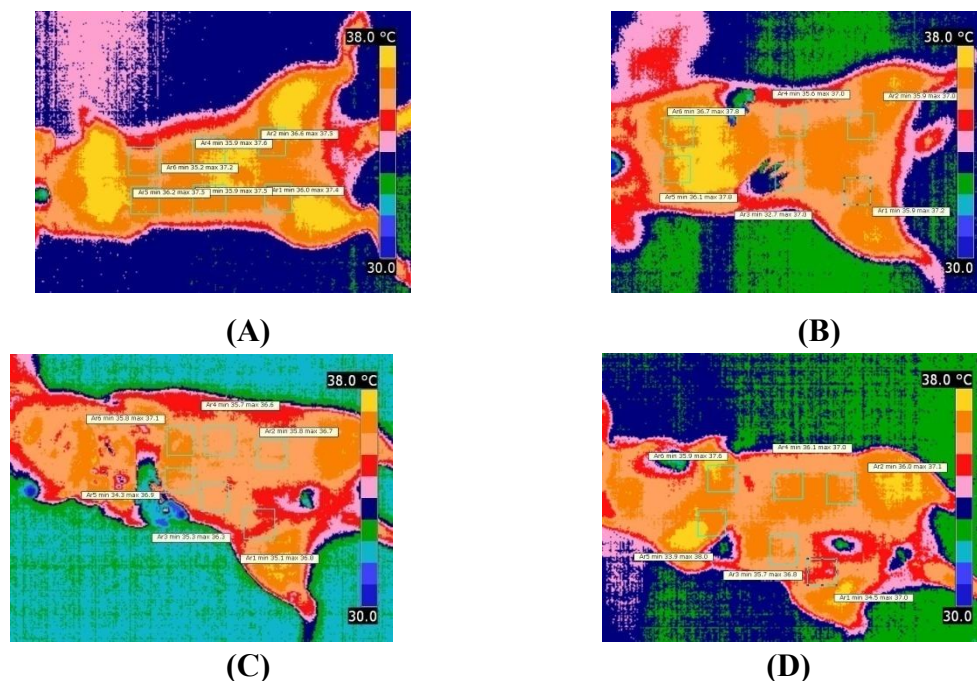 38.0 °C
Ar2 min 36.6 max 37.5
Ar4 min 35.9 max 37.6
Ar6 min 35.2 max 37.2
Ar5 min 36.2 max 37.5
min 35.9 max 37.5
Ar1 min 36.0 max 37.4
30.0
(A)
38.0 °C
Ar4 min 35.6 max 37.0
Ar2 min 35.9 max 37.0
Ar6 min 36.7 max 37.8
Ar5 min 36.1 max 37.8
Ar3 min 32.7 max 37.0
Ar1 min 35.9 max 37.2
30.0
(B)
38.0 °C
Ar4 min 35.7 max 36.6
Ar6 min 35.8 max 37.1
Ar2 min 35.8 max 36.7
Ar5 min 34.3 max 36.9
Ar3 min 35.3 max 36.3
Ar1 min 35.1 max 36.8
30.0
(C)
38.0 °C
Ar4 min 36.1 max 37.0
Ar6 min 35.9 max 37.6
Ar2 min 36.0 max 37.1
Ar5 min 33.9 max 38.0
Ar3 min 35.7 max 36.8
Ar1 min 34.5 max 37.0
30.0
(D)